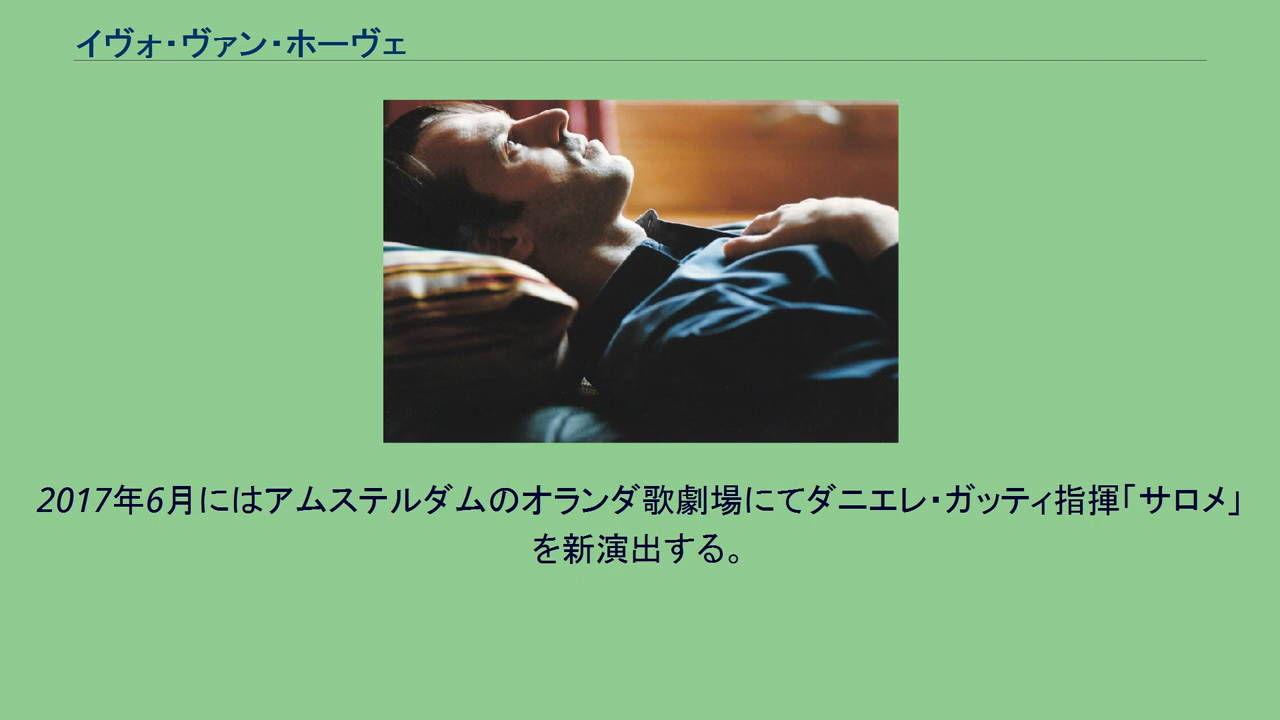 イヴォ・ヴァン・ホーヴェ
2017年6月にはアムステルダムのオランダ歌劇場にてダニエレ・ガッティ指揮「サロメ」
を新演出する。